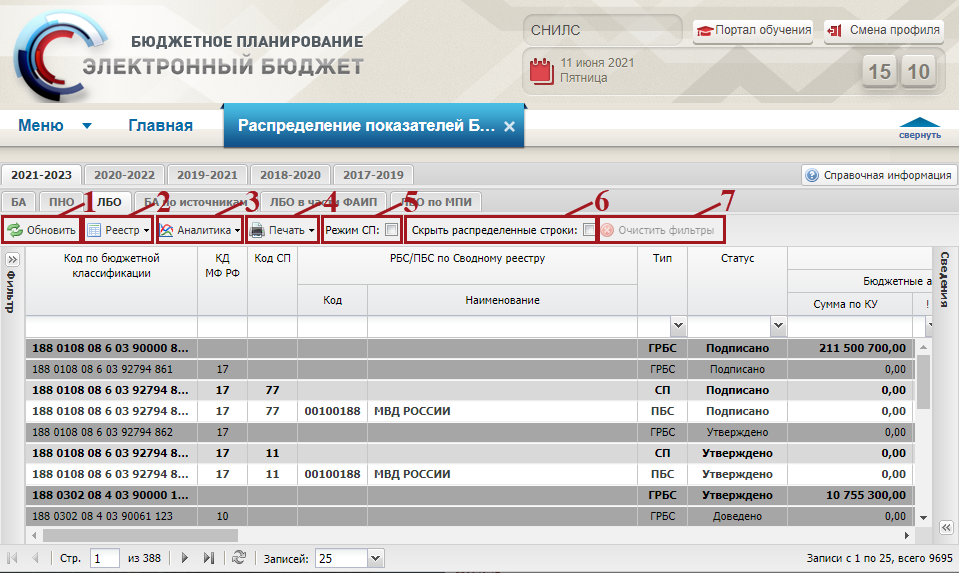 БЮДЖЕТНОЕ ПЛАНИРОВАНИЕ
ЭЛЕКТРОННЫЙ БЮДЖЕТ
СНИЛС
Портал обучения
Смена профиля
11 июня 2021
Пятница
15 10
Меню Главная Распределение показателей Б... ×
свернуть
2021-2023 2020-2022 2019-2021 2018-2020 2017-2019 Справочная информация
БА ПНО ЛБО БА по источникам ЛБО в части ФАИП ЛБО по МПИ
1 2 3 4 5 6 7
Обновить Реестр Аналитика Печать Режим СП: Скрыть распределенные строки: Очистить фильтры
Фильтр
Сведения
Код по бюджетной классификации КД МФ РФ Код СП РБС/ПБС по Сводному реестру Тип Статус
Бюджетные а
Код Наименование Сумма по КУ !
188 0108 08 6 03 90000 8... ГРБС Подписано 211 500 700,00
188 0108 08 6 03 92794 861 17 ГРБС Подписано 0,00
188 0108 08 6 03 92794 8... 17 77 СП Подписано 0,00
188 0108 08 6 03 92794 8... 17 77 00100188 МВД РОССИИ ПБС Подписано 0,00
188 0108 08 6 03 92794 862 17 ГРБС Утверждено 0,00
188 0108 08 6 03 92794 8... 17 11 СП Утверждено 0,00
188 0108 08 6 03 92794 8... 17 11 00100188 МВД РОССИИ ПБС Утверждено 0,00
188 0302 08 4 03 90000 1... ГРБС Утверждено 10 755 300,00
188 0302 08 4 03 90061 123 10 ГРБС Доведено 0,00
Стр. 1 из 388 Записей: 25 Записи с 1 по 25, всего 9695